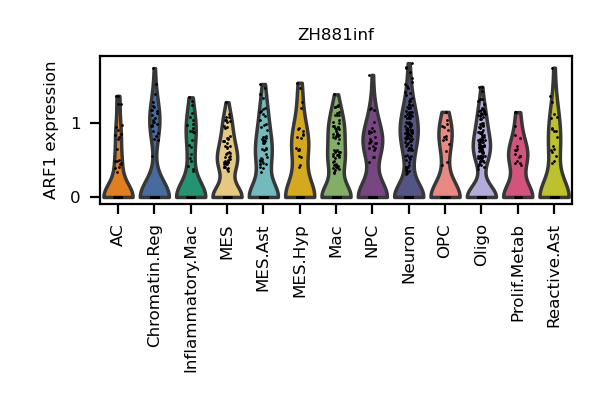 ZH881inf
ARF1 expression
1
0
AC
Chromatin.Reg
Inflammatory.Mac
MES
MES.Ast
MES.Hyp
Mac
NPC
Neuron
OPC
Oligo
Prolif.Metab
Reactive.Ast